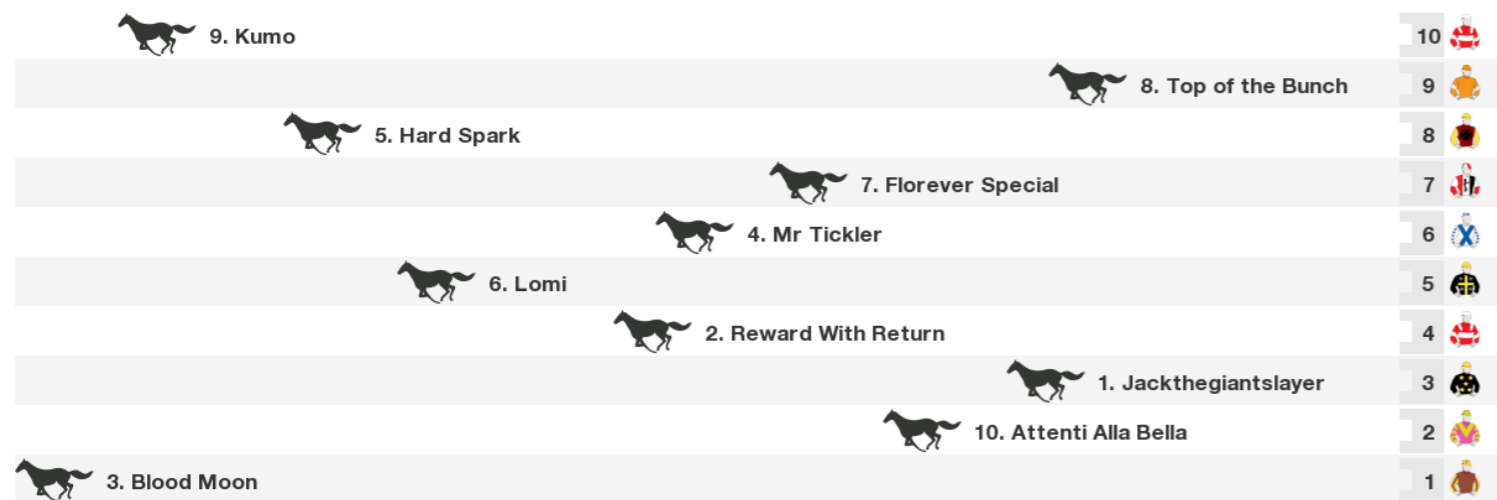 9. Kumo 10
8. Top of the Bunch 9
5. Hard Spark 8
7. Florever Special 7
4. Mr Tickler 6
6. Lomi 5
2. Reward With Return 4
1. Jackthegiantslayer 3
10. Attenti Alla Bella 2
3. Blood Moon 1